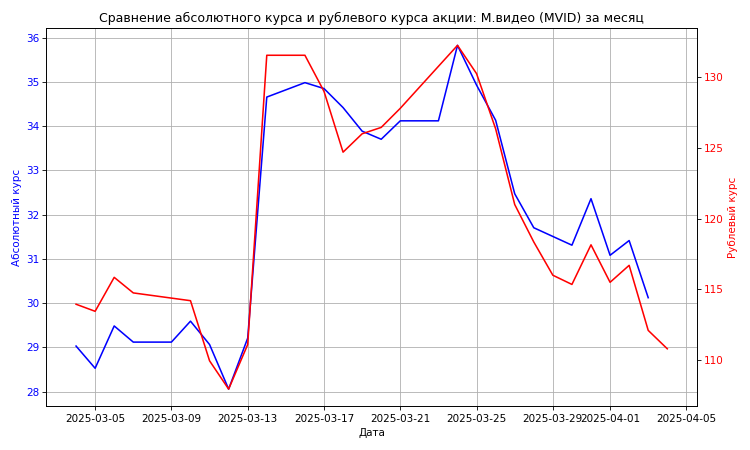 Сравнение абсолютного курса и рублевого курса акции: М.видео (MVID) за месяц
36
35
34
33
32
31
30
29
28
Абсолютный курс
130
125
120
115
110
Рублевый курс
2025-03-05 2025-03-09 2025-03-13 2025-03-17 2025-03-21 2025-03-25 2025-03-29 2025-04-01 2025-04-05
Дата